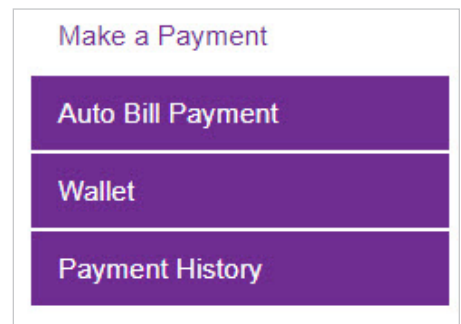 Make a Payment
Auto Bill Payment
Wallet
Payment History